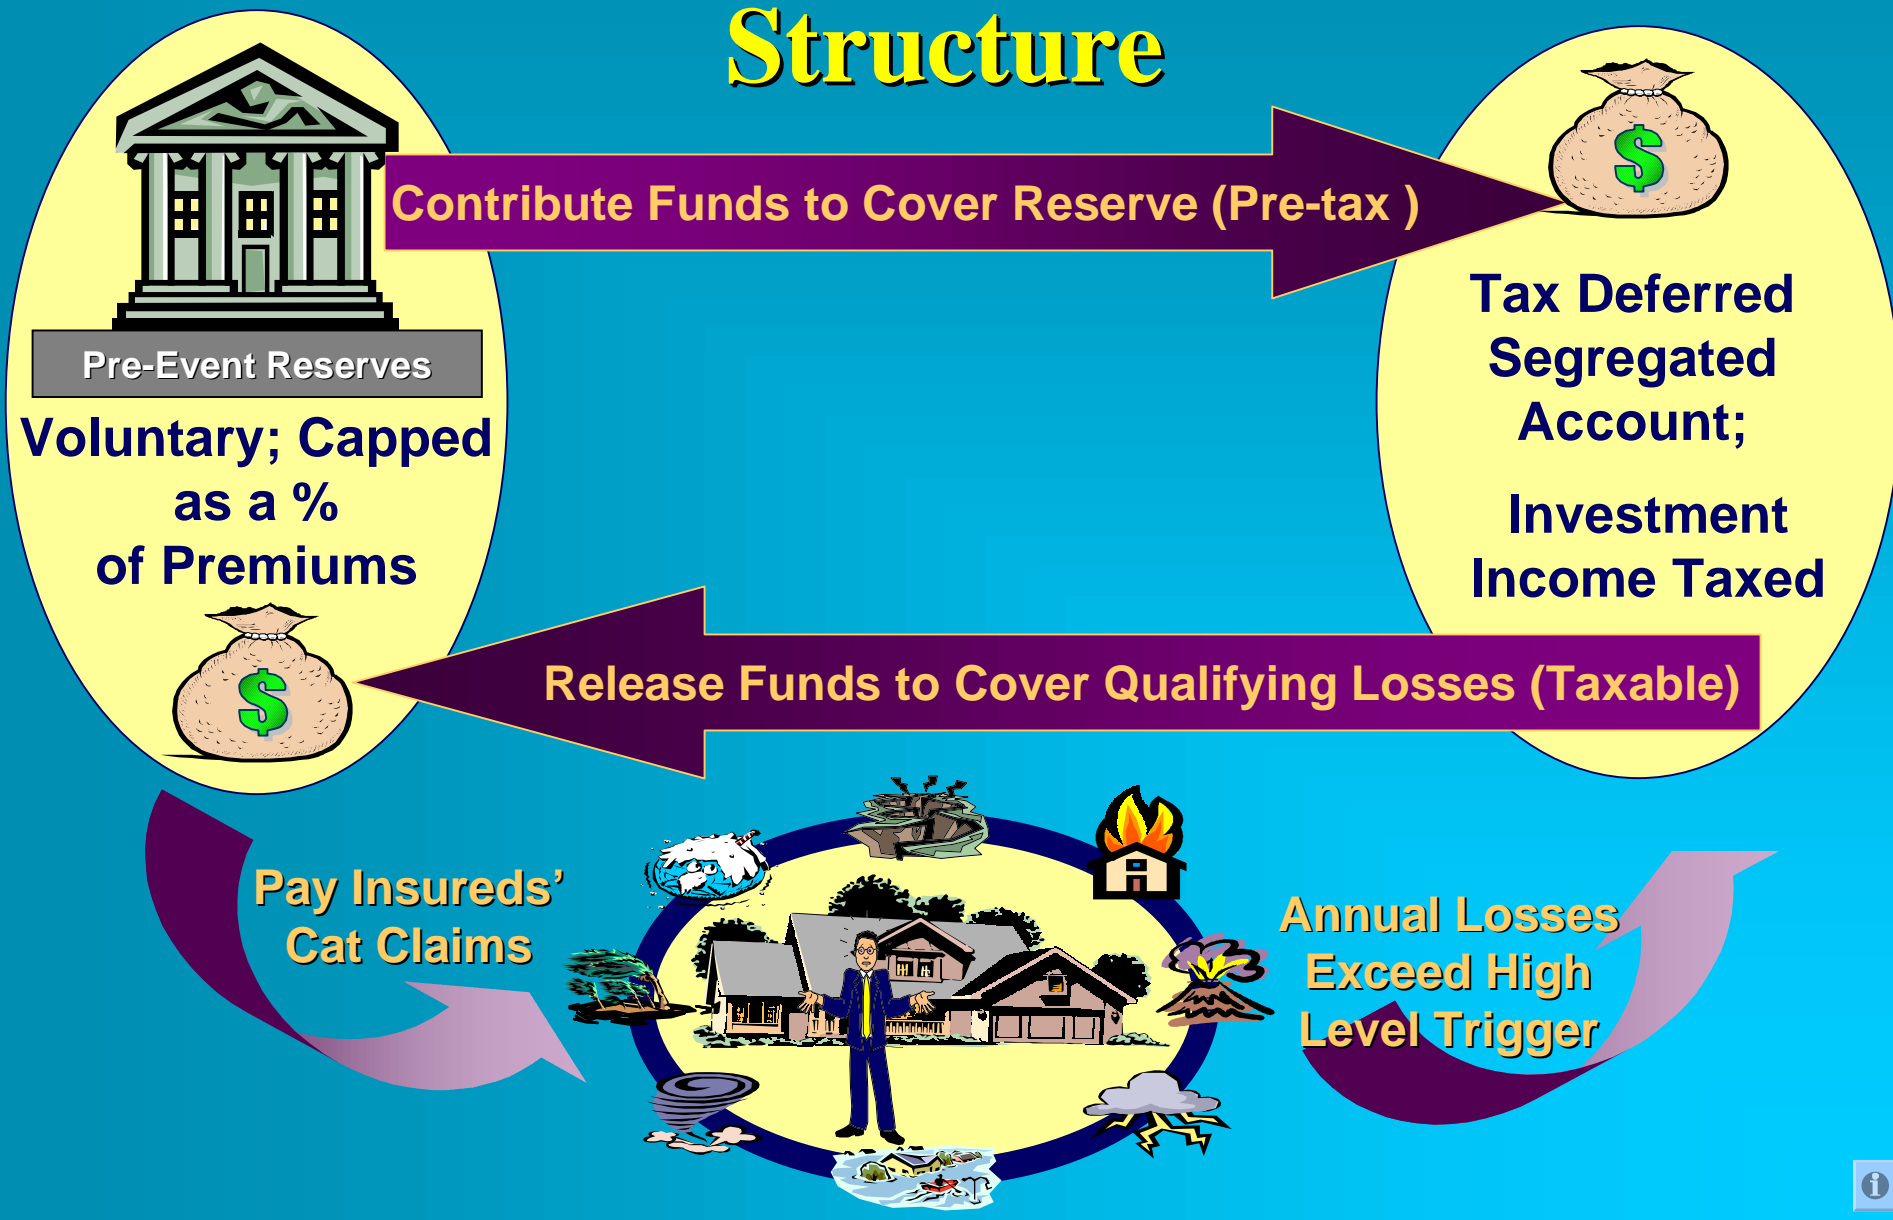 Structure
Contribute Funds to Cover Reserve (Pre-tax )
$
Pre-Event Reserves
Voluntary; Capped
as a %
of Premiums
$
Tax Deferred
Segregated
Account;
Investment
Income Taxed
Release Funds to Cover Qualifying Losses (Taxable)
Pay Insureds’
Cat Claims
Annual Losses
Exceed High
Level Trigger
i